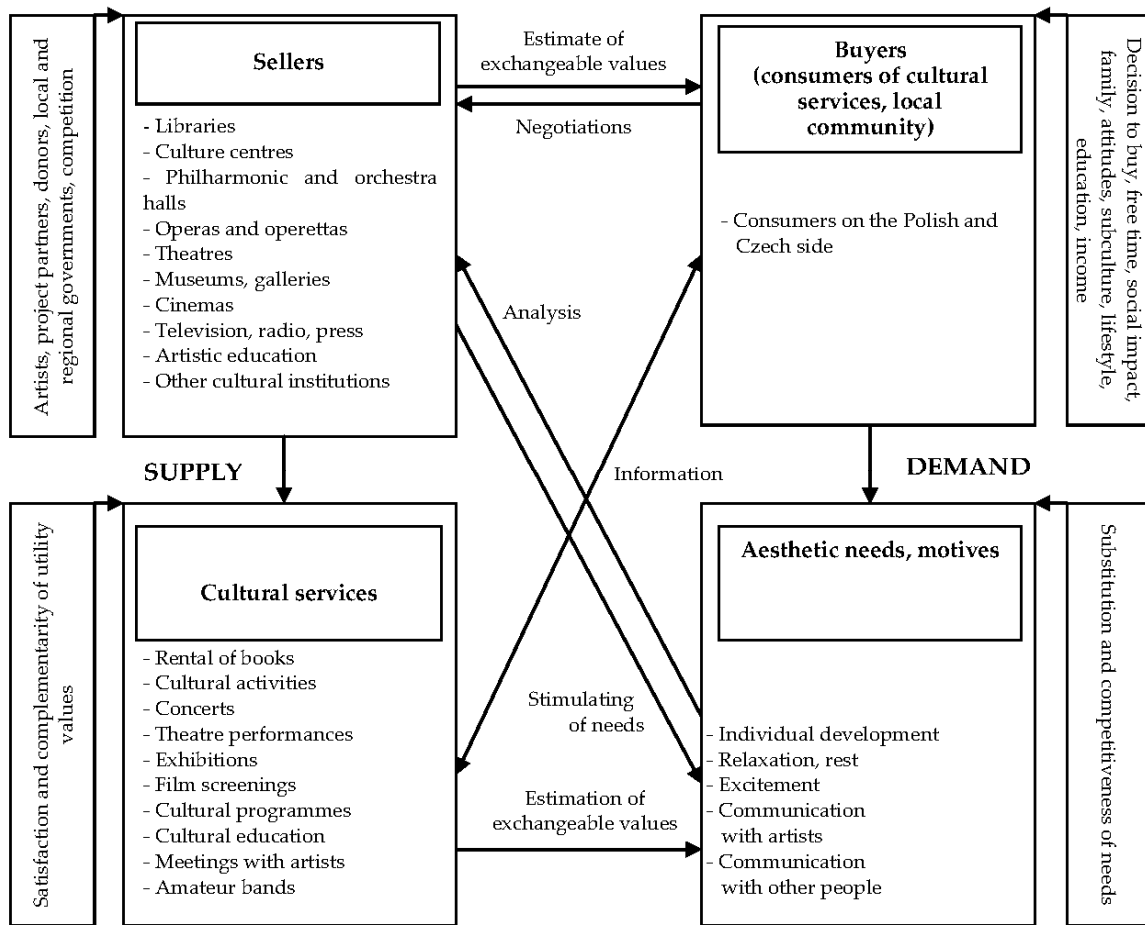 Artists, project partners, donors, local and
regional governments, competition
Sellers
- Libraries
- Culture centres
- Philharmonic and orchestra
halls
- Operas and operettas
- Theatres
- Museums, galleries
- Cinemas
- Television, radio, press
- Artistic education
- Other cultural institutions
Estimate of
exchangeable values
Negotiations
Buyers
(consumers of cultural
services, local
community)
- Consumers on the Polish and
Czech side
Decision to buy, free time, social impact,
family, attitudes, subculture, lifestyle,
education, income
Analysis
SUPPLY
Information
DEMAND
Satisfaction and complementarity of utility
values
Cultural services
- Rental of books
- Cultural activities
- Concerts
- Theatre performances
- Exhibitions
- Film screenings
- Cultural programmes
- Cultural education
- Meetings with artists
- Amateur bands
Stimulating
of needs
Estimation of
exchangeable values
Aesthetic needs, motives
- Individual development
- Relaxation, rest
- Excitement
- Communication
with artists
- Communication
with other people
Substitution and competitiveness of needs